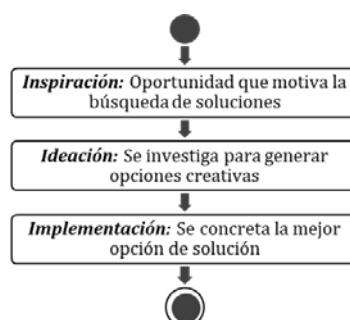 Inspiración: Oportunidad que motiva la
búsqueda de soluciones
Ideación: Se investiga para generar
opciones creativas
Implementación: Se concreta la mejor
opción de solución